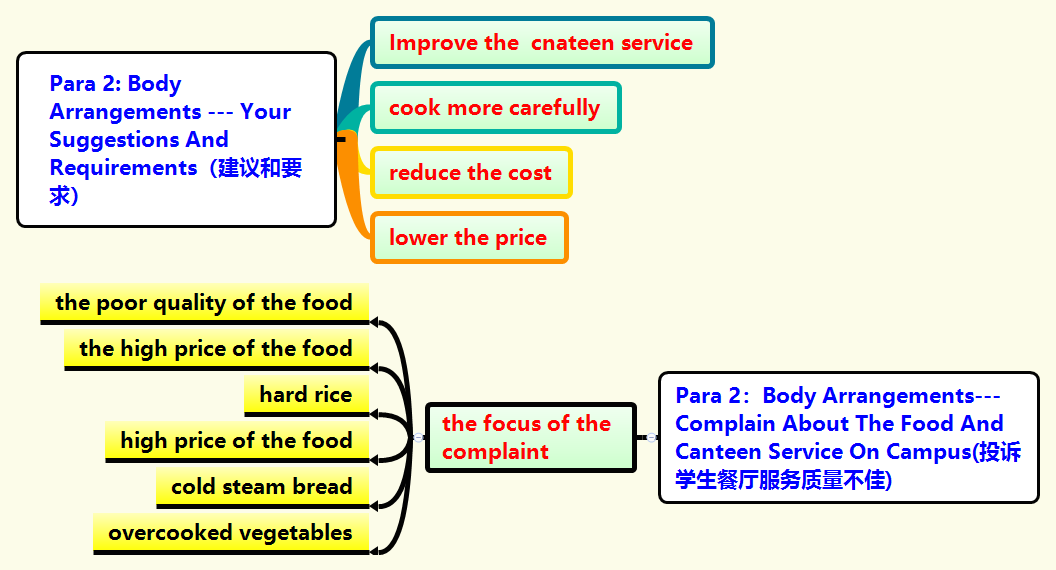 Para 2: Body
Arrangements --- Your
Suggestions And
Requirements（建议和要
求）
Improve the  cnateen service
cook more carefully
reduce the cost
lower the price
the poor quality of the food
the high price of the food
hard rice
high price of the food
cold steam bread
overcooked vegetables
the focus of the
complaint
Para 2：Body Arrangements---
Complain About The Food And
Canteen Service On Campus(投诉
学生餐厅服务质量不佳)